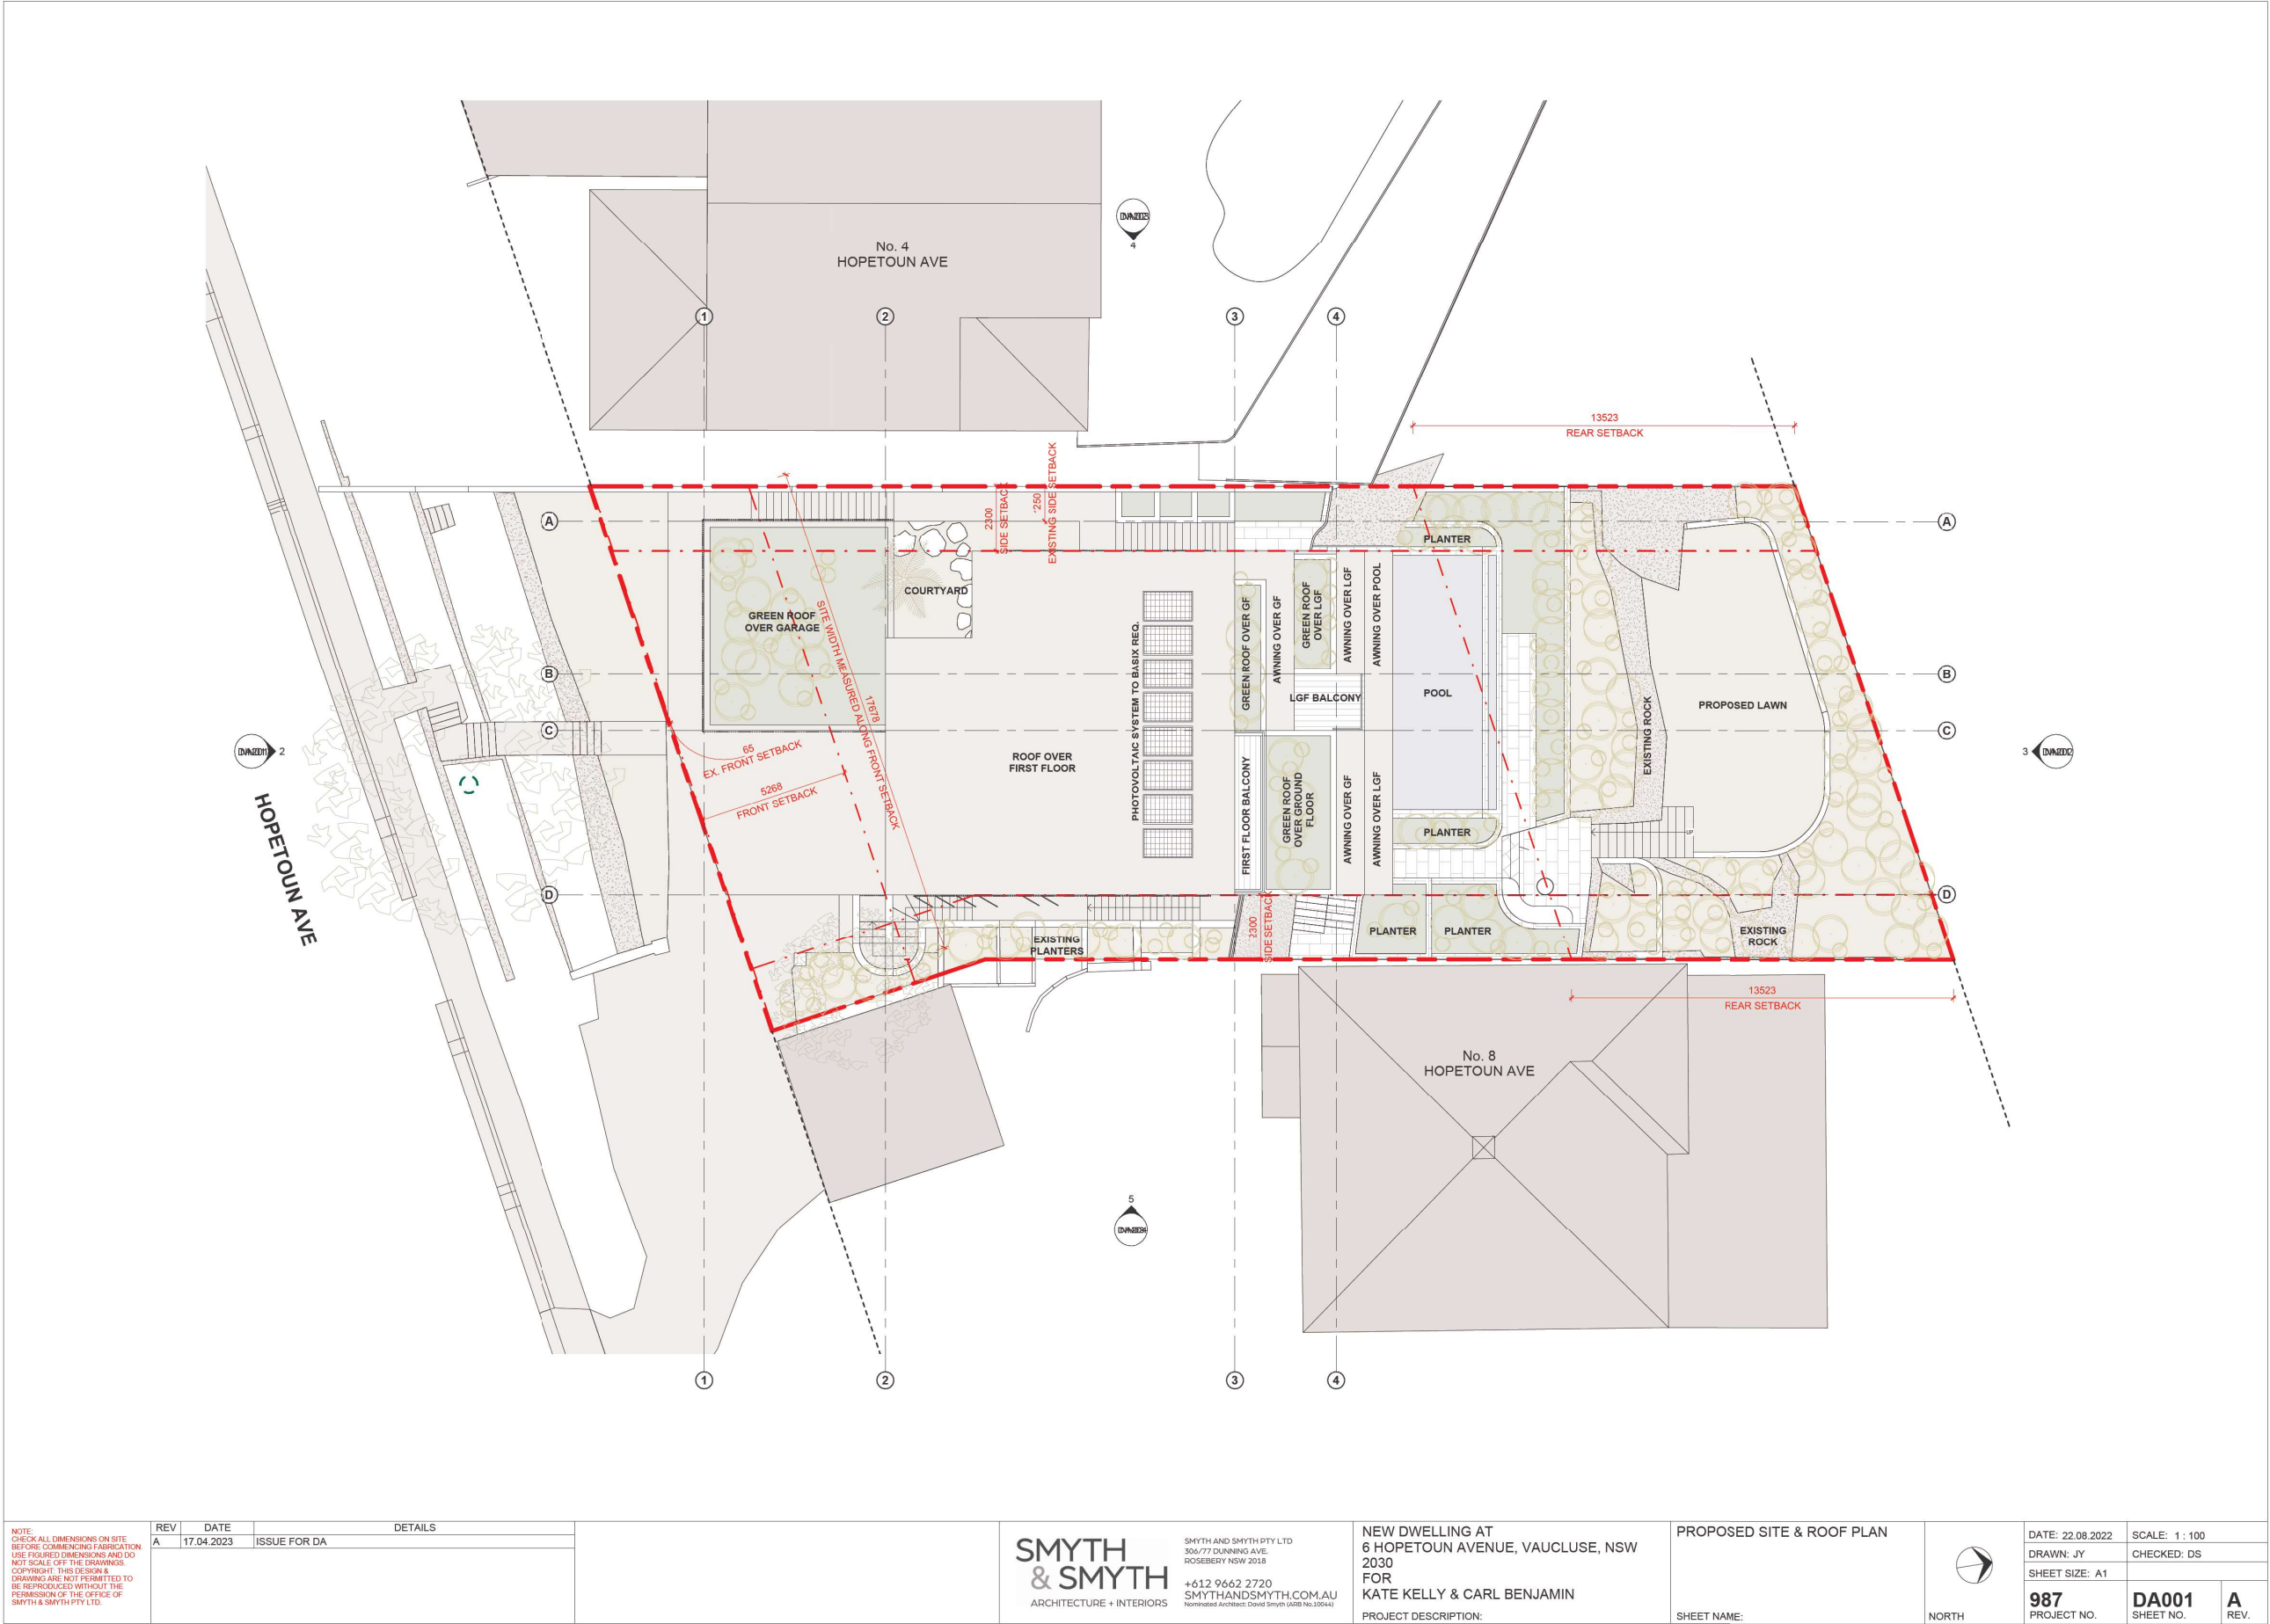 No. 4
HOPETOUN AVE
4
1
2
3
4
13523
REAR SETBACK
A
A
2300
SIDE SETBACK
EXISTING SIDE SETBACK
PLANTER
COURTYARD
GREEN ROOF
OVER GARAGE
SITE WIDTH MEASURED ALONG FRONT SETBACK
17678
PHOTOVOLTAIC SYSTEM TO BASIX REQ.
GREEN ROOF OVER GF
AWNING OVER GF
GREEN ROOF
OVER LGF
AWNING OVER LGF
AWNING OVER POOL
B
B
LGF BALCONY
POOL
EXISTING ROCK
PROPOSED LAWN
C
C
2
3
65
EX. FRONT SETBACK
5268
FRONT SETBACK
ROOF OVER
FIRST FLOOR
FIRST FLOOR BALCONY
GREEN ROOF
OVER GROUND
FLOOR
AWNING OVER GF
AWNING OVER LGF
PLANTER
UP
HOPETOUN AVE
D
D
EXISTING
PLANTERS
2300
SIDE SETBACK
PLANTER
PLANTER
EXISTING
ROCK
13523
REAR SETBACK
No. 8
HOPETOUN AVE
5
1
2
3
4
NOTE:
CHECK ALL DIMENSIONS ON SITE
BEFORE COMMENCING FABRICATION.
USE FIGURED DIMENSIONS AND DO
NOT SCALE OFF THE DRAWINGS.
COPYRIGHT: THIS DESIGN &
DRAWING ARE NOT PERMITTED TO
BE REPRODUCED WITHOUT THE
PERMISSION OF THE OFFICE OF
SMYTH & SMYTH PTY LTD.
REV DATE DETAILS
A 17.04.2023 ISSUE FOR DA
SMYTH
& SMYTH
ARCHITECTURE + INTERIORS
SMYTH AND SMYTH PTY LTD
306/77 DUNNING AVE.
ROSEBERY NSW 2018
+612 9662 2720
SMYTHANDSMYTH.COM.AU
Nominated Architect: David Smyth (ARB No.10044)
NEW DWELLING AT
6 HOPETOUN AVENUE, VAUCLUSE, NSW
2030
FOR
KATE KELLY & CARL BENJAMIN
PROJECT DESCRIPTION:
PROPOSED SITE & ROOF PLAN
SHEET NAME:
NORTH
DATE: 22.08.2022 SCALE: 1 : 100
DRAWN: JY CHECKED: DS
SHEET SIZE: A1
987 DA001 A
PROJECT NO. SHEET NO. REV.